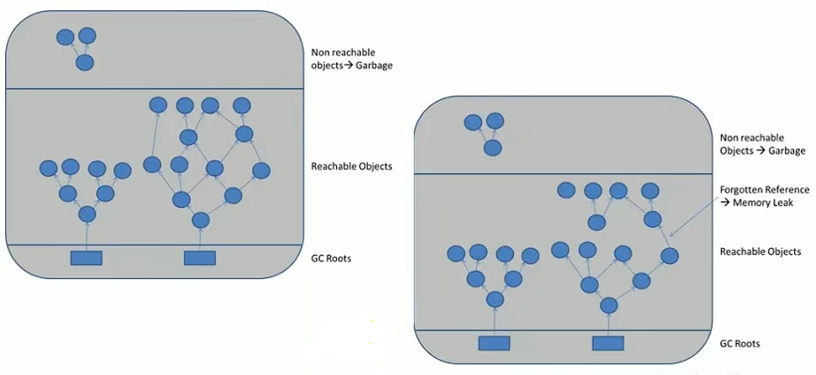 Non reachable
objects→ Garbage
Reachable Objects
GC Roots
Non reachable
Objects → Garbage
Forgotten Reference
→ Memory Leak
Reachable Objects
GC Roots